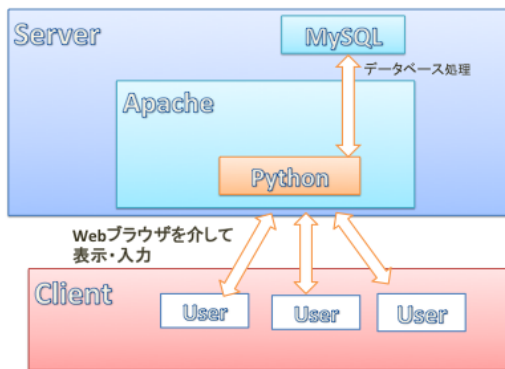 Server
MySQL
データベース処理
Apache
Python
Webブラウザを介して
表示・入力
Client
User
User
User